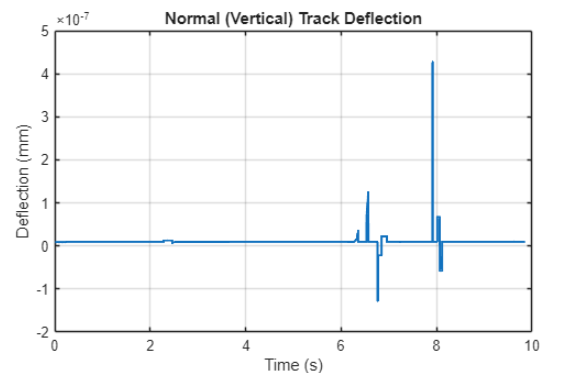 ×10⁻⁷
Normal (Vertical) Track Deflection
5
4
3
2
1
0
-1
-2
Deflection (mm)
0 2 4 6 8 10
Time (s)